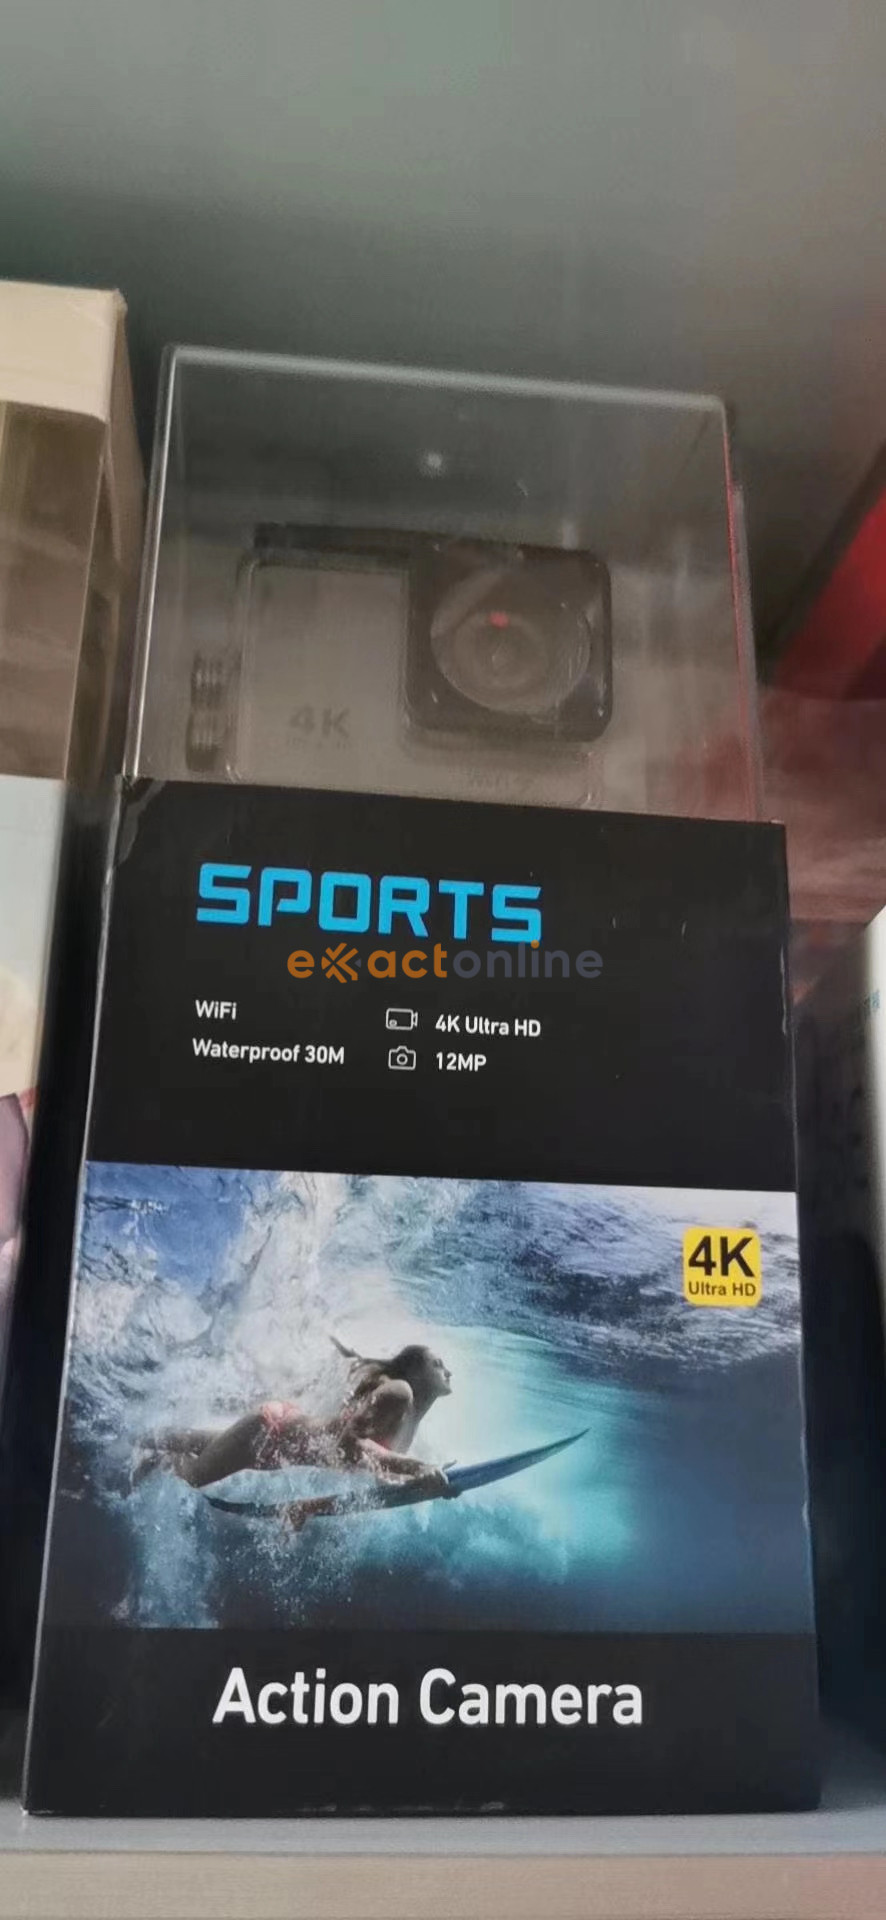 4K
SPORTS
exactonline
WiFi
4K Ultra HD
Waterproof 30M
12MP
4K
Ultra HD
Action Camera